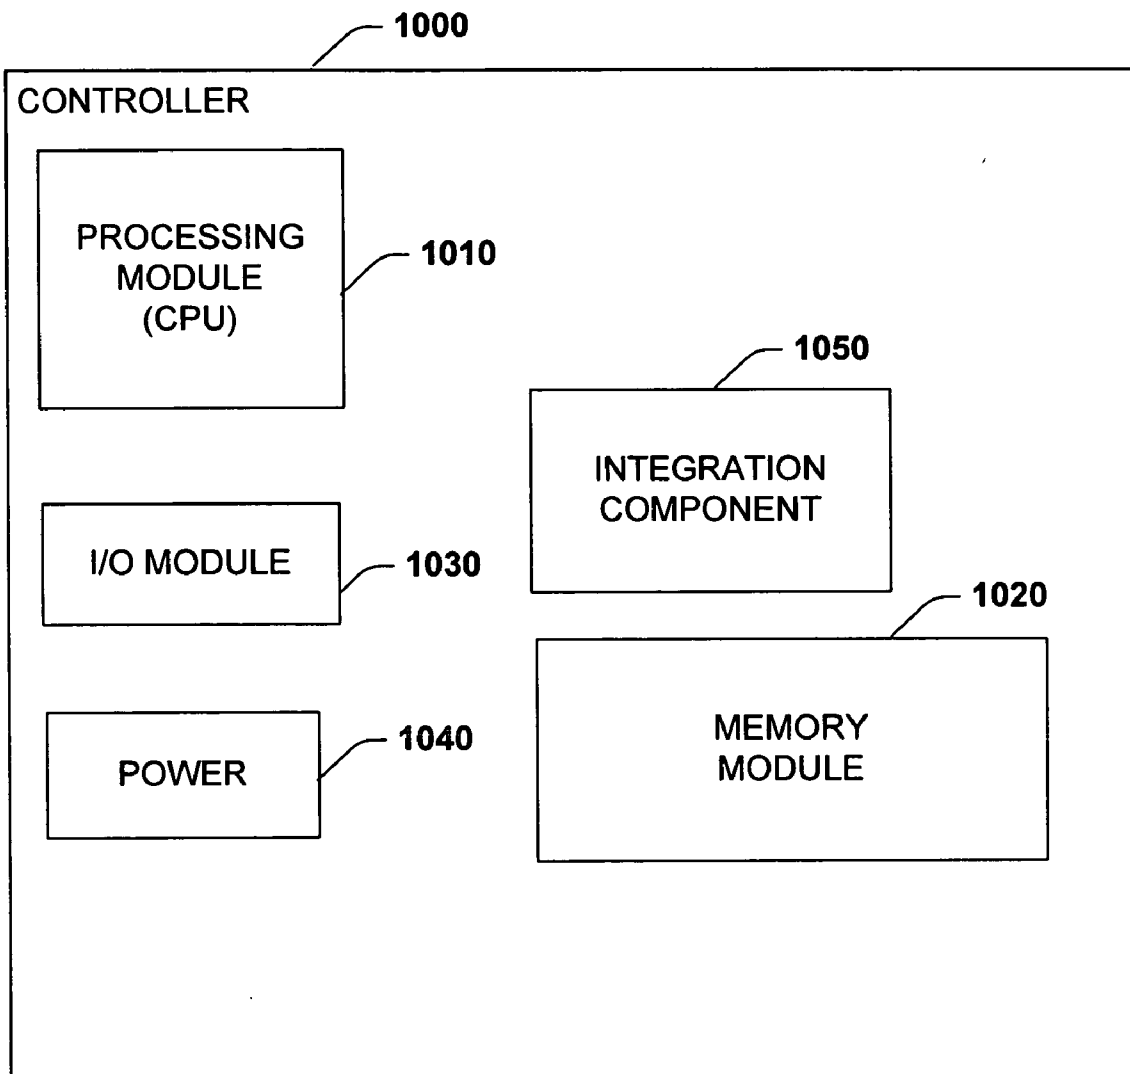 1000
CONTROLLER
PROCESSING
MODULE
(CPU)
1010
1050
INTEGRATION
COMPONENT
I/O MODULE
1030
1020
MEMORY
MODULE
POWER
1040